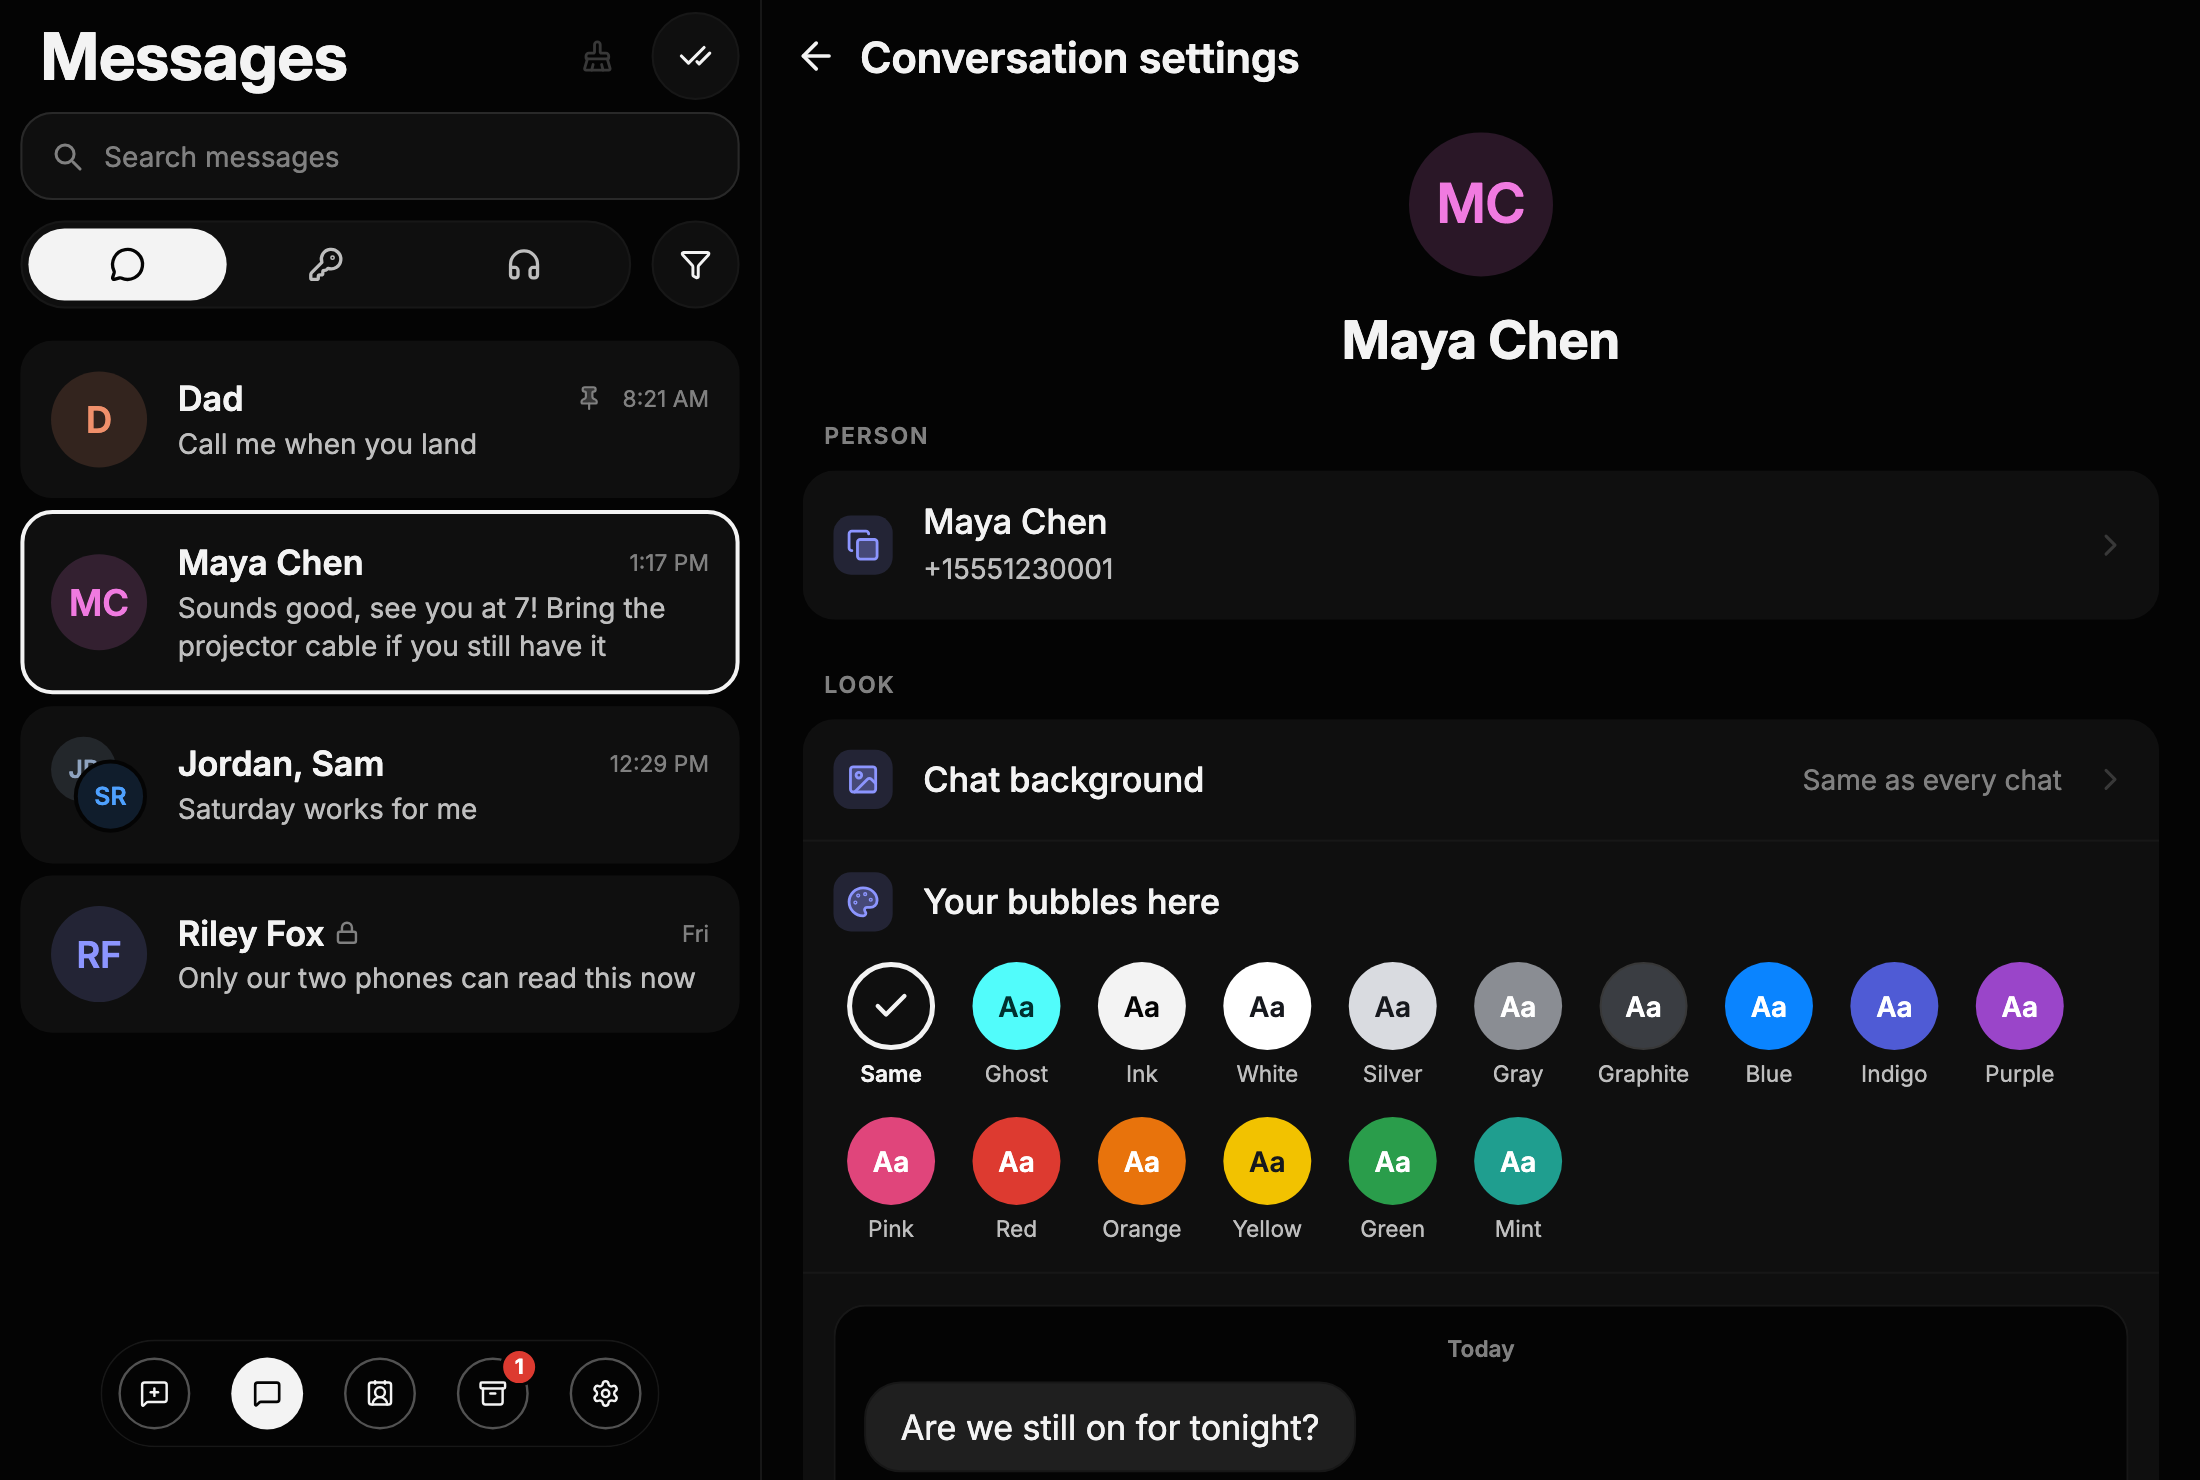 Messages
Search messages
D
Dad
8:21 AM
Call me when you land
MC
Maya Chen
1:17 PM
Sounds good, see you at 7! Bring the
projector cable if you still have it
SR
Jordan, Sam
12:29 PM
Saturday works for me
RF
Riley Fox
Fri
Only our two phones can read this now
1
Conversation settings
MC
Maya Chen
PERSON
Maya Chen
+15551230001
LOOK
Chat background
Same as every chat
Your bubbles here
Aa Aa Aa Aa Aa Aa Aa Aa Aa
Same Ghost Ink White Silver Gray Graphite Blue Indigo Purple
Aa Aa Aa Aa Aa Aa
Pink Red Orange Yellow Green Mint
Today
Are we still on for tonight?